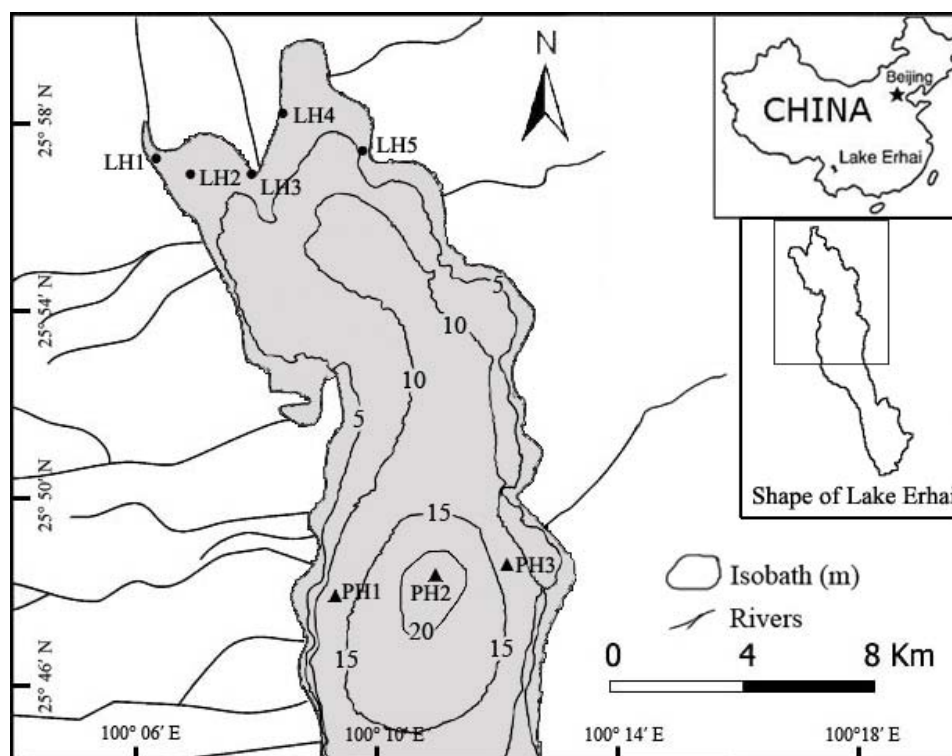 N
Beijing
CHINA
Lake Erhai
25° 58′ N
LH4
LH5
LH1
LH2
LH3
5
25° 54′ N
10
10
5
Shape of Lake Erhai
25° 50′ N
15
PH3
Isobath (m)
PH1
PH2
Rivers
20
15
15
0 4 8 Km
25° 46′ N
100° 06′ E 100° 10′ E 100° 14′ E 100° 18′ E